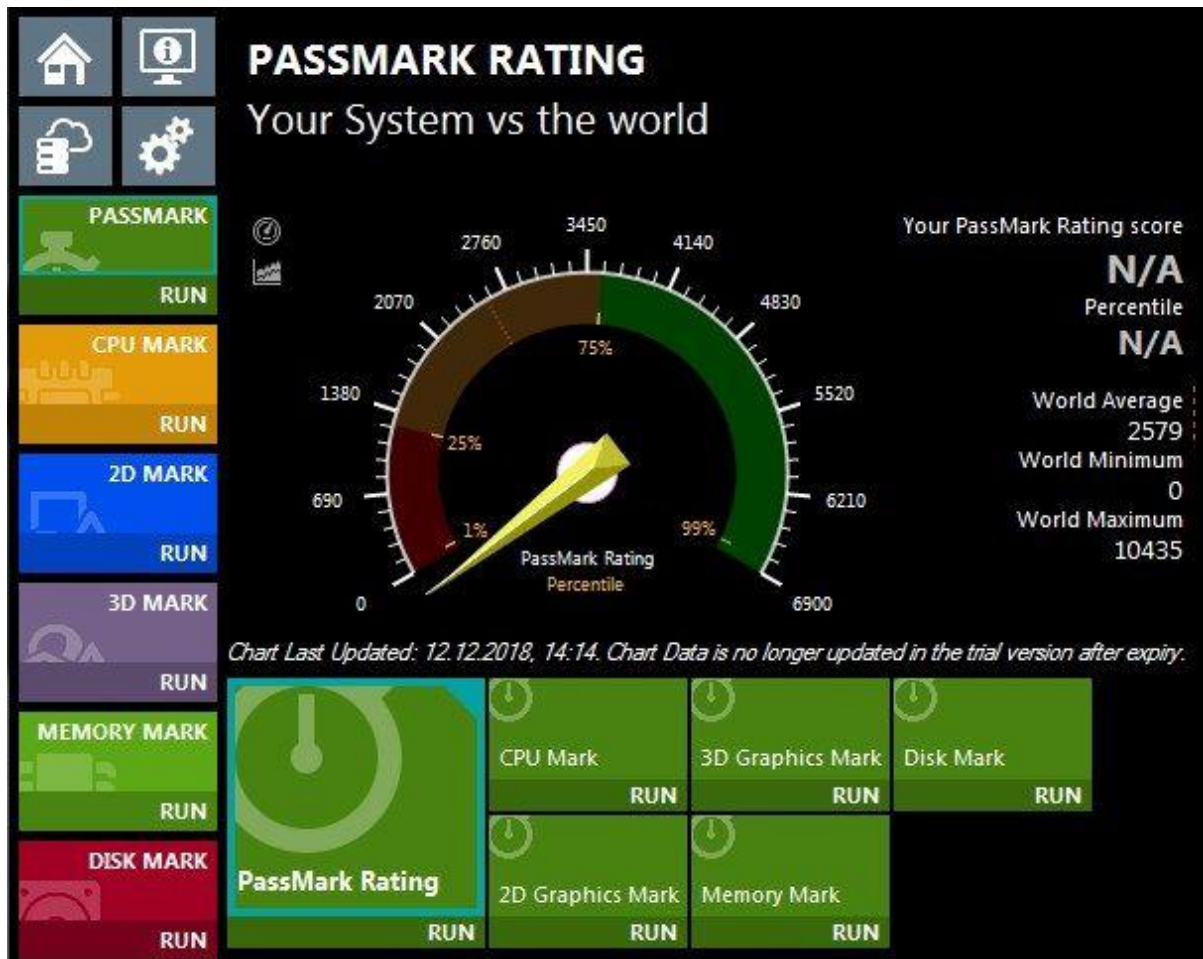 PASSMARK RATING
Your System vs the world
PASSMARK
RUN
CPU MARK
RUN
2D MARK
RUN
3D MARK
RUN
MEMORY MARK
RUN
DISK MARK
RUN
0
690
1380
2070
2760
3450
4140
4830
5520
6210
6900
1%
25%
75%
99%
PassMark Rating
Percentile
Your PassMark Rating score
N/A
Percentile
N/A
World Average
2579
World Minimum
0
World Maximum
10435
Chart Last Updated: 12.12.2018, 14:14. Chart Data is no longer updated in the trial version after expiry.
PassMark Rating
RUN
CPU Mark
RUN
3D Graphics Mark
RUN
Disk Mark
RUN
2D Graphics Mark
RUN
Memory Mark
RUN